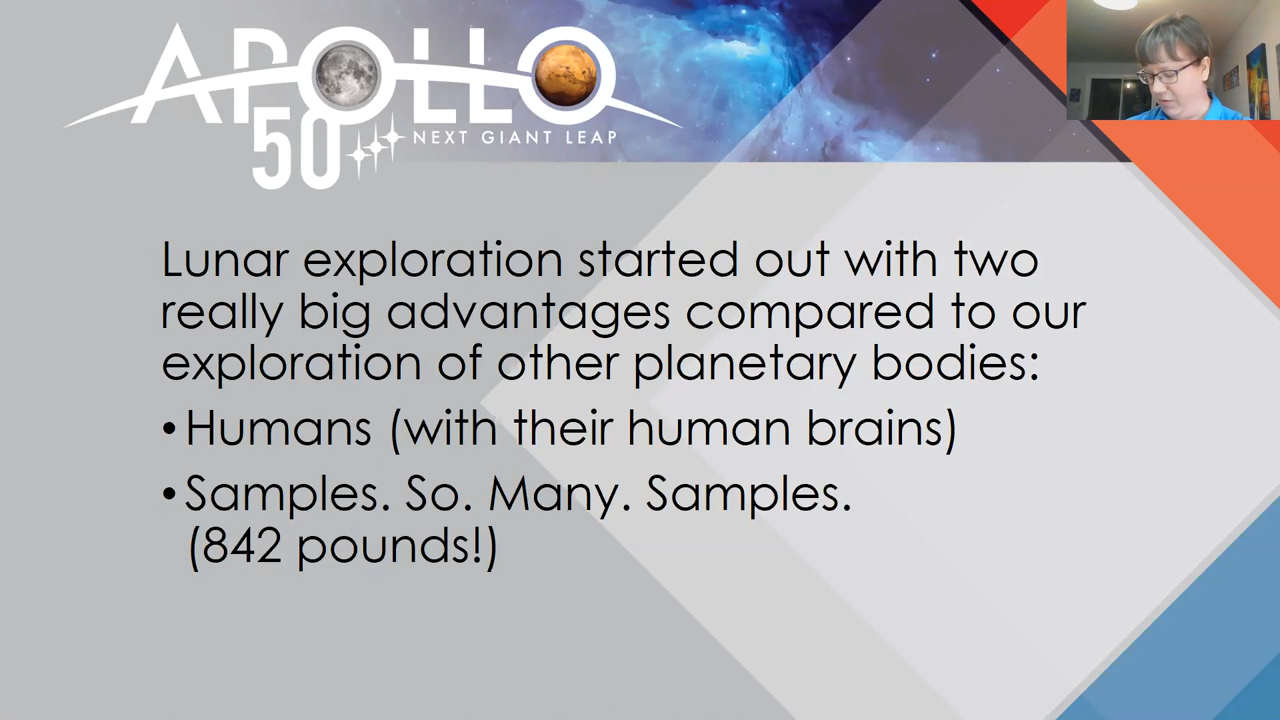 APOLLO
50 NEXT GIANT LEAP
Lunar exploration started out with two
really big advantages compared to our
exploration of other planetary bodies:
•Humans (with their human brains)
•Samples. So. Many. Samples.
(842 pounds!)